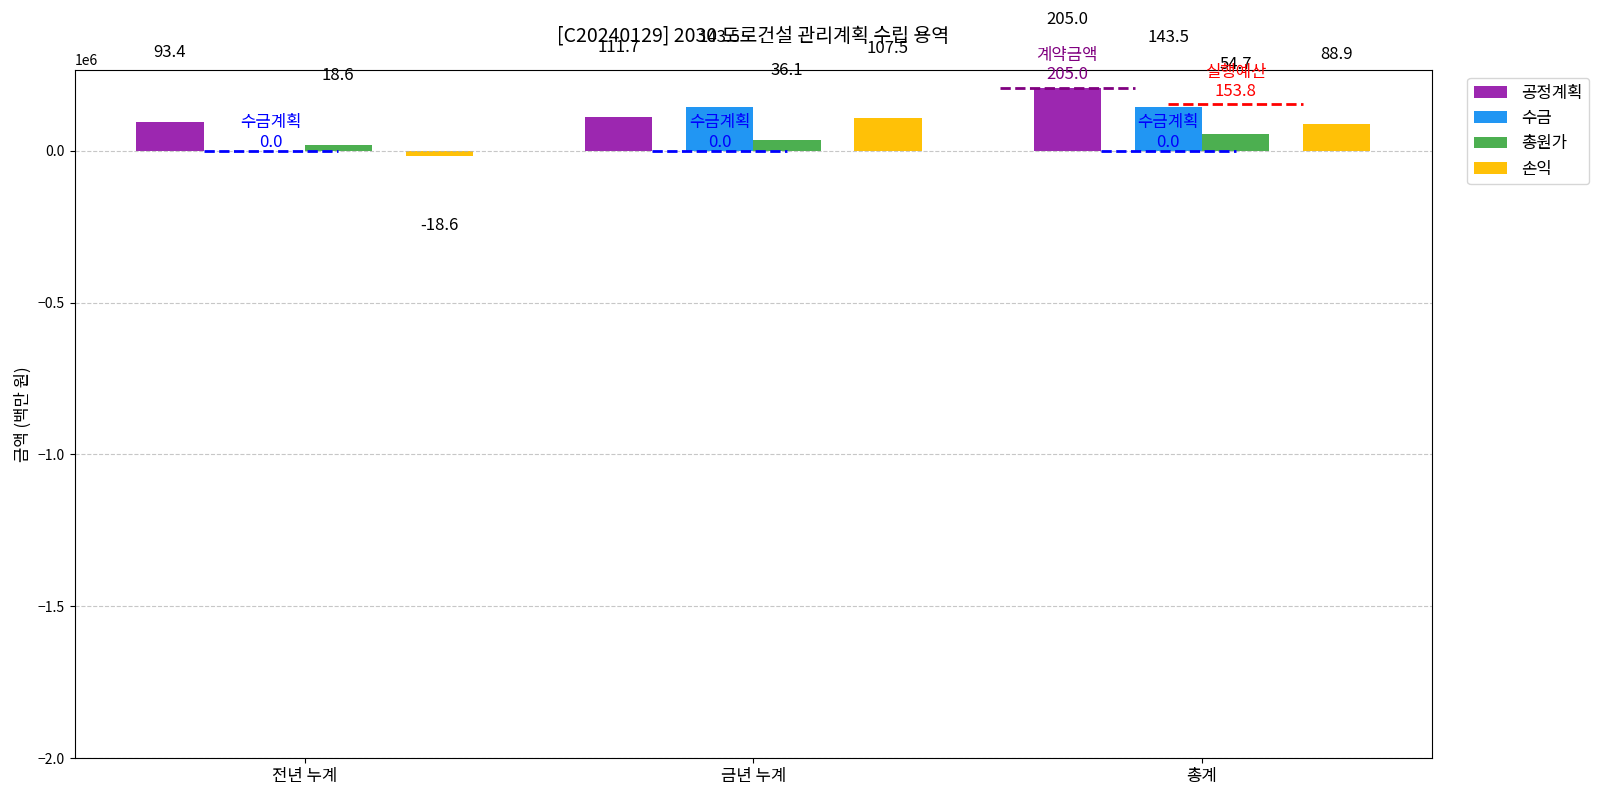 [C20240129] 2030 도로건설 관리계획 수립 용역
1e6
93.4
18.6
-18.6
111.7
143.5
36.1
107.5
205.0
143.5
54.7
88.9
수금계획
0.0
수금계획
0.0
계약금액
205.0
수금계획
0.0
실행예산
153.8
공정계획
수금
총원가
손익
0.0
−0.5
−1.0
−1.5
−2.0
금액 (백만 원)
전년 누계
금년 누계
총계